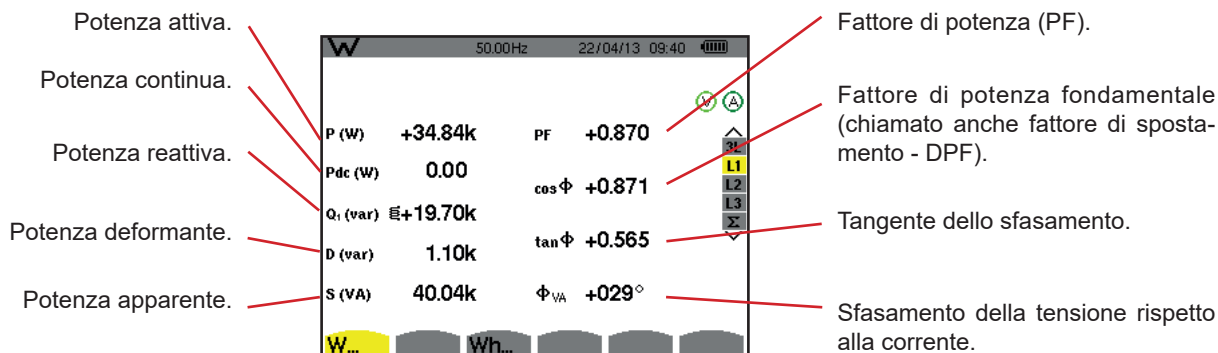 Potenza attiva.
Potenza continua.
Potenza reattiva.
Potenza deformante.
Potenza apparente.
W 50.00Hz 22/04/13 09:40
V A
P (W) +34.84k PF +0.870
3L
Pdc (W) 0.00
L1
cosΦ +0.871
L2
Q₁ (var) +19.70k
L3
Σ
tanΦ +0.565
D (var) 1.10k
S (VA) 40.04k Φ VA +029°
W... Wh...
Fattore di potenza (PF).
Fattore di potenza fondamentale
(chiamato anche fattore di sposta-
mento - DPF).
Tangente dello sfasamento.
Sfasamento della tensione rispetto
alla corrente.